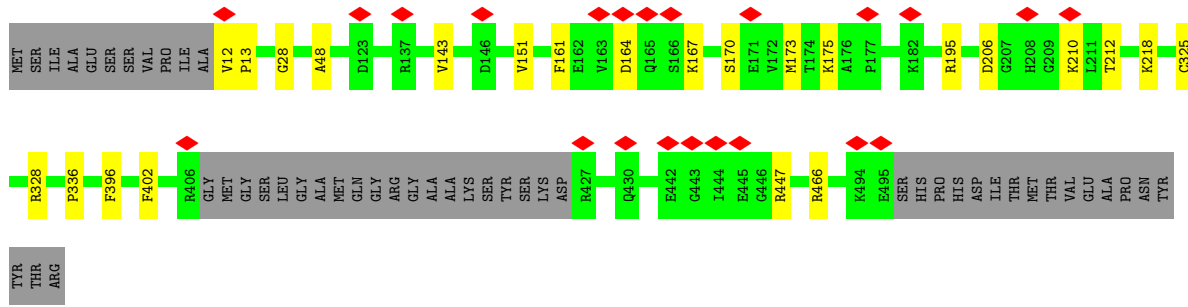 MET SER ILE ALA GLU SER SER VAL PRO ILE ALA V12 P13 G28 A48 D123 R137 V143 D146 V151 F161 E162 V163 D164 Q165 S166 K167 S170 E171 V172 M173 T174 K175 A176 P177 K182 R195 D206 G207 H208 G209 K210 L211 T212 K218 C325
R328 P336 F396 F402 R406 GLY MET GLY SER LEU GLY ALA MET GLN GLY ARG GLY ALA ALA LYS SER TYR SER LYS ASP R427 Q430 E442 G443 I444 E445 G446 R447 R466 K494 E495 SER HIS PRO HIS ASP ILE THR MET THR VAL GLU ALA PRO ASN TYR
TYR THR ARG